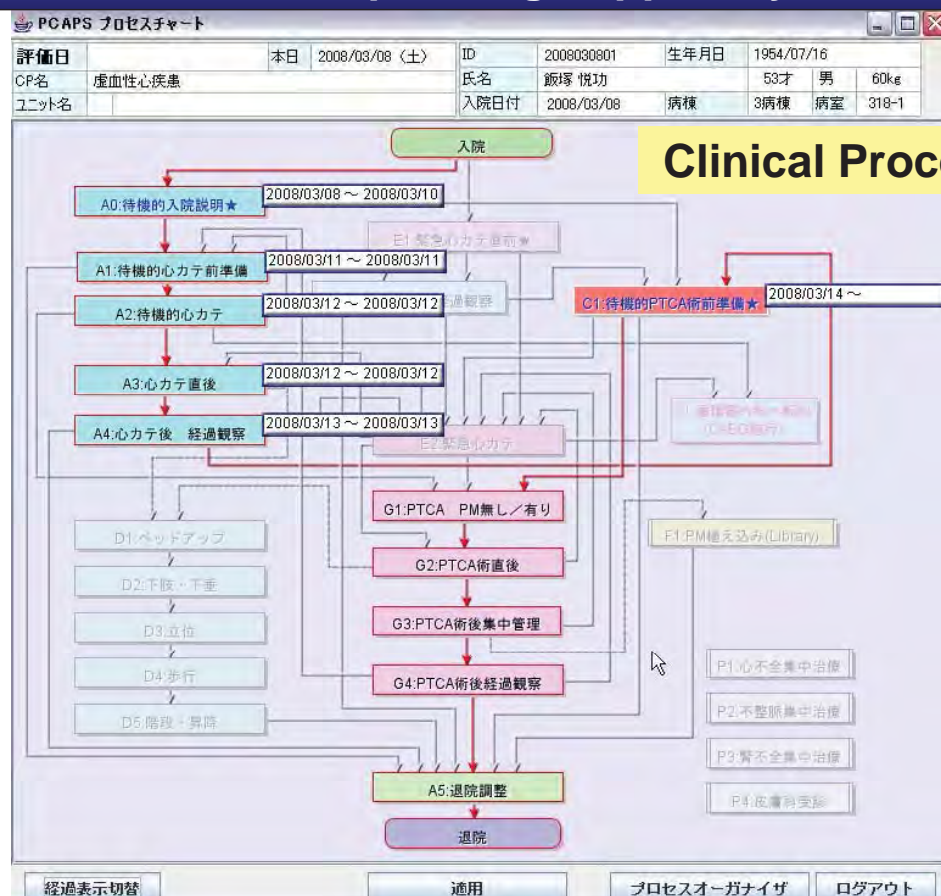 PCAPS プロセスチャート
評価日 本日 2008/03/08 (土) ID 2008030801 生年月日 1954/07/16
CP名 虚血性心疾患 氏名 飯塚 悦功 53才 男 60kg
ユニット名 入院日付 2008/03/08 病棟 3病棟 病室 318-1
入院
Clinical Proce
A0:待機的入院説明★ 2008/03/08 ～ 2008/03/10
E1:緊急心カテ直前★
A1:待機的心カテ前準備 2008/03/11 ～ 2008/03/11
A2:待機的心カテ 2008/03/12 ～ 2008/03/12
過観察
C1:待機的PTCA術前準備★ 2008/03/14 ～
A3:心カテ直後 2008/03/12 ～ 2008/03/12
A4:心カテ後 経過観察 2008/03/13 ～ 2008/03/13
E2:緊急心カテ
G1:PTCA PM無し／有り
D1:ベッドアップ
F1:PM植え込み(Library)
G2:PTCA術直後
D2:下肢・下垂
D3:立位
G3:PTCA術後集中管理
D4:歩行
P1:心不全集中治療
G4:PTCA術後経過観察
D5:階段・昇降
P2:不整脈集中治療
P3:腎不全集中治療
A5:退院調整
P4:皮膚科受診
退院
経過表示切替 適用 プロセスオーガナイザ ログアウト